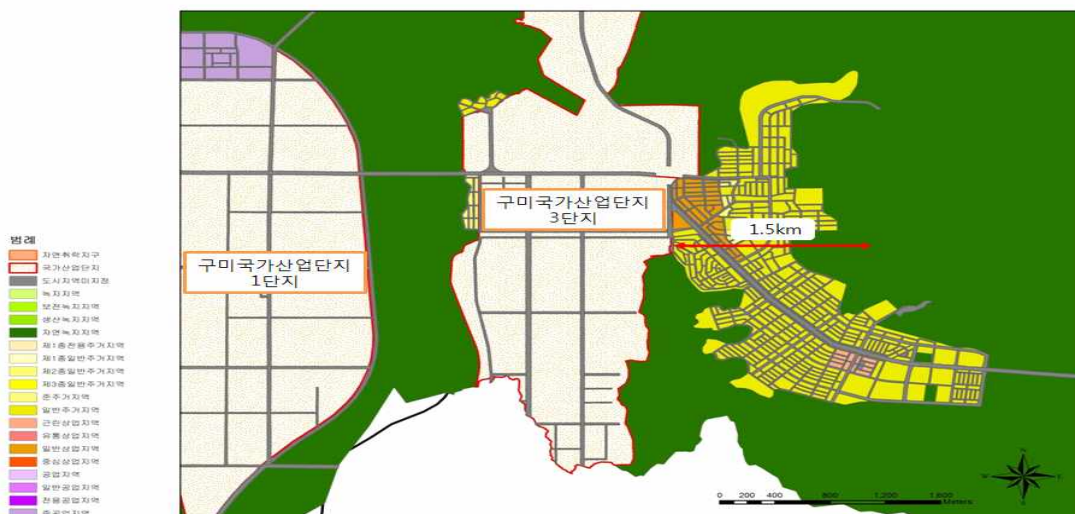 구미국가산업단지
3단지
1.5km
구미국가산업단지
1단지
범례
자연취락지구
국가산업단지
도시지역미지정
녹지지역
보전녹지지역
생산녹지지역
자연녹지지역
제1종전용주거지역
제1종일반주거지역
제2종일반주거지역
제3종일반주거지역
준주거지역
일반주거지역
근린상업지역
유통상업지역
일반상업지역
중심상업지역
공업지역
일반공업지역
전용공업지역
준공업지역
N
W E
S
0 200 400 800 1,200 1,600
Meters